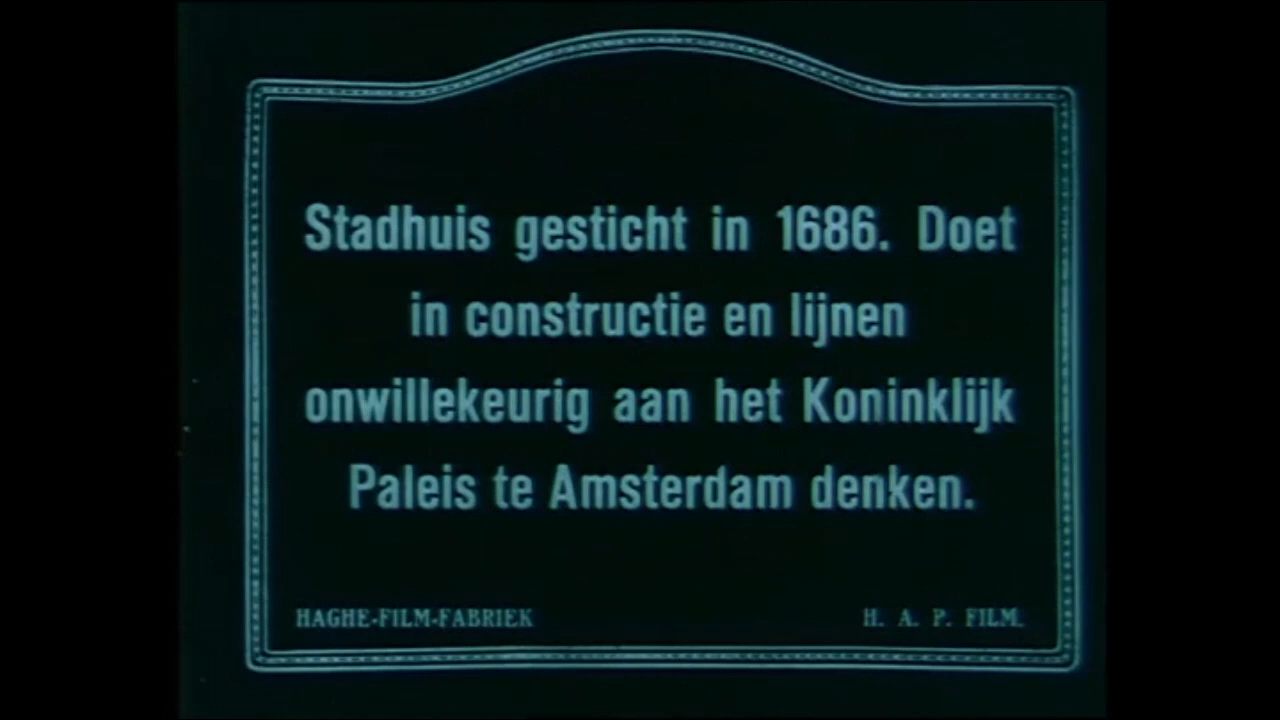 Stadhuis gesticht in 1686. Doet
in constructie en lijnen
onwillekeurig aan het Koninklijk
Paleis te Amsterdam denken.
HAGHE-FILM-FABRIEK H. A. P. FILM.